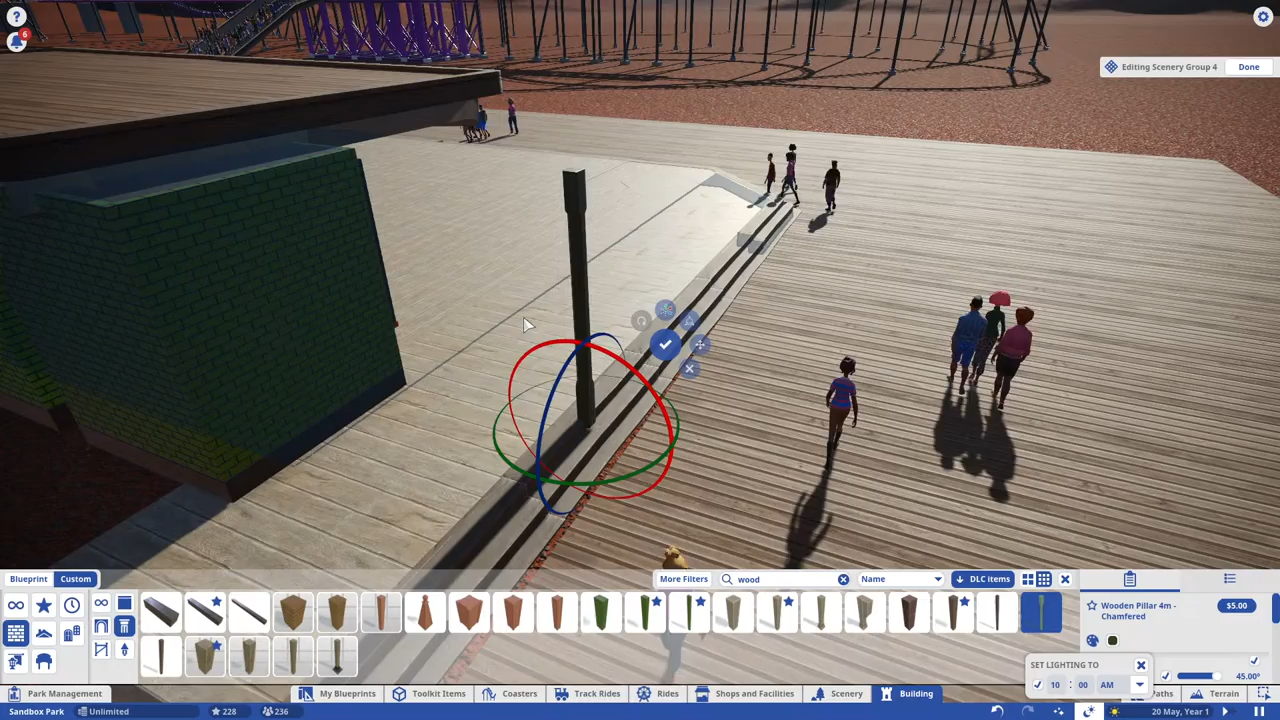 ?
6
Editing Scenery Group 4
Done
Blueprint
Custom
More Filters
wood
Name
DLC items
Wooden Pillar 4m -
Chamfered
$5.00
SET LIGHTING TO
10 : 00 AM
45.00°
Park Management
My Blueprints
Toolkit Items
Coasters
Track Rides
Rides
Shops and Facilities
Scenery
Building
Paths
Terrain
Sandbox Park
Unlimited
228
236
20 May, Year 1